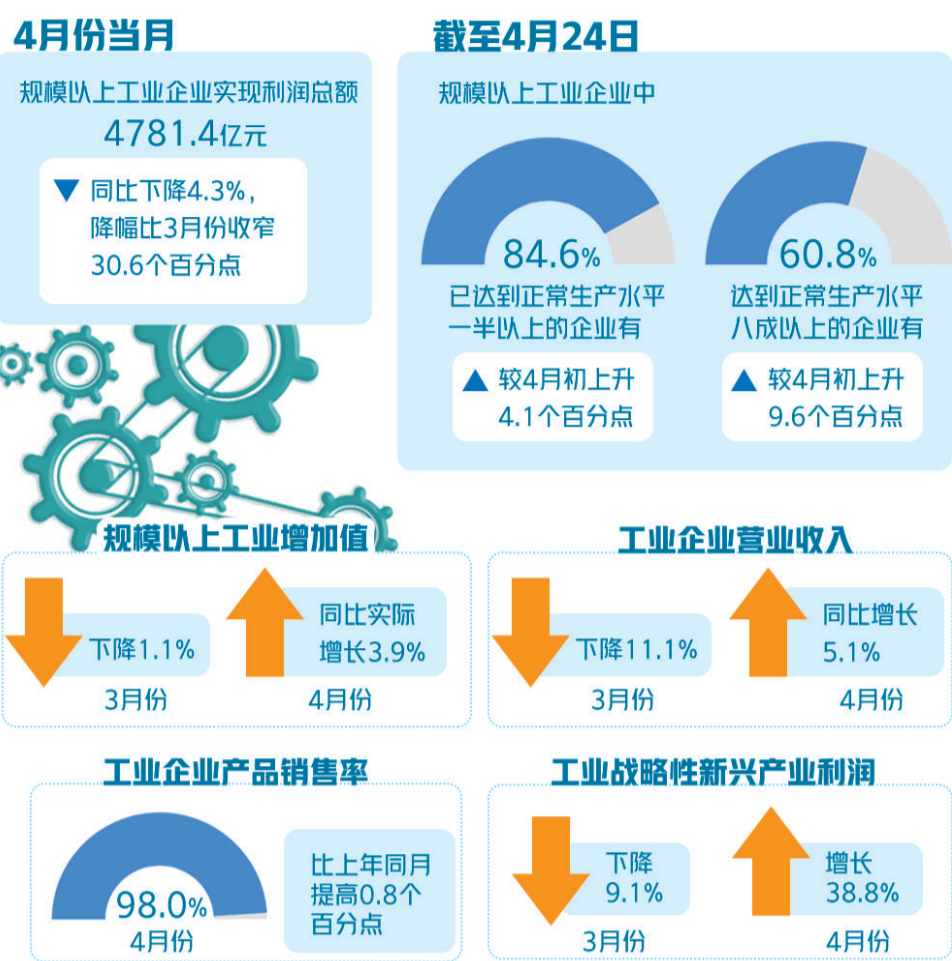 4月份当月
规模以上工业企业实现利润总额
4781.4亿元
同比下降4.3%，
降幅比3月份收窄
30.6个百分点
截至4月24日
规模以上工业企业中
84.6%
已达到正常生产水平
一半以上的企业有
较4月初上升
4.1个百分点
60.8%
达到正常生产水平
八成以上的企业有
较4月初上升
9.6个百分点
规模以上工业增加值
下降1.1%
3月份
同比实际
增长3.9%
4月份
工业企业营业收入
下降11.1%
3月份
同比增长
5.1%
4月份
工业企业产品销售率
98.0%
4月份
比上年同月
提高0.8个
百分点
工业战略性新兴产业利润
下降
9.1%
3月份
增长
38.8%
4月份